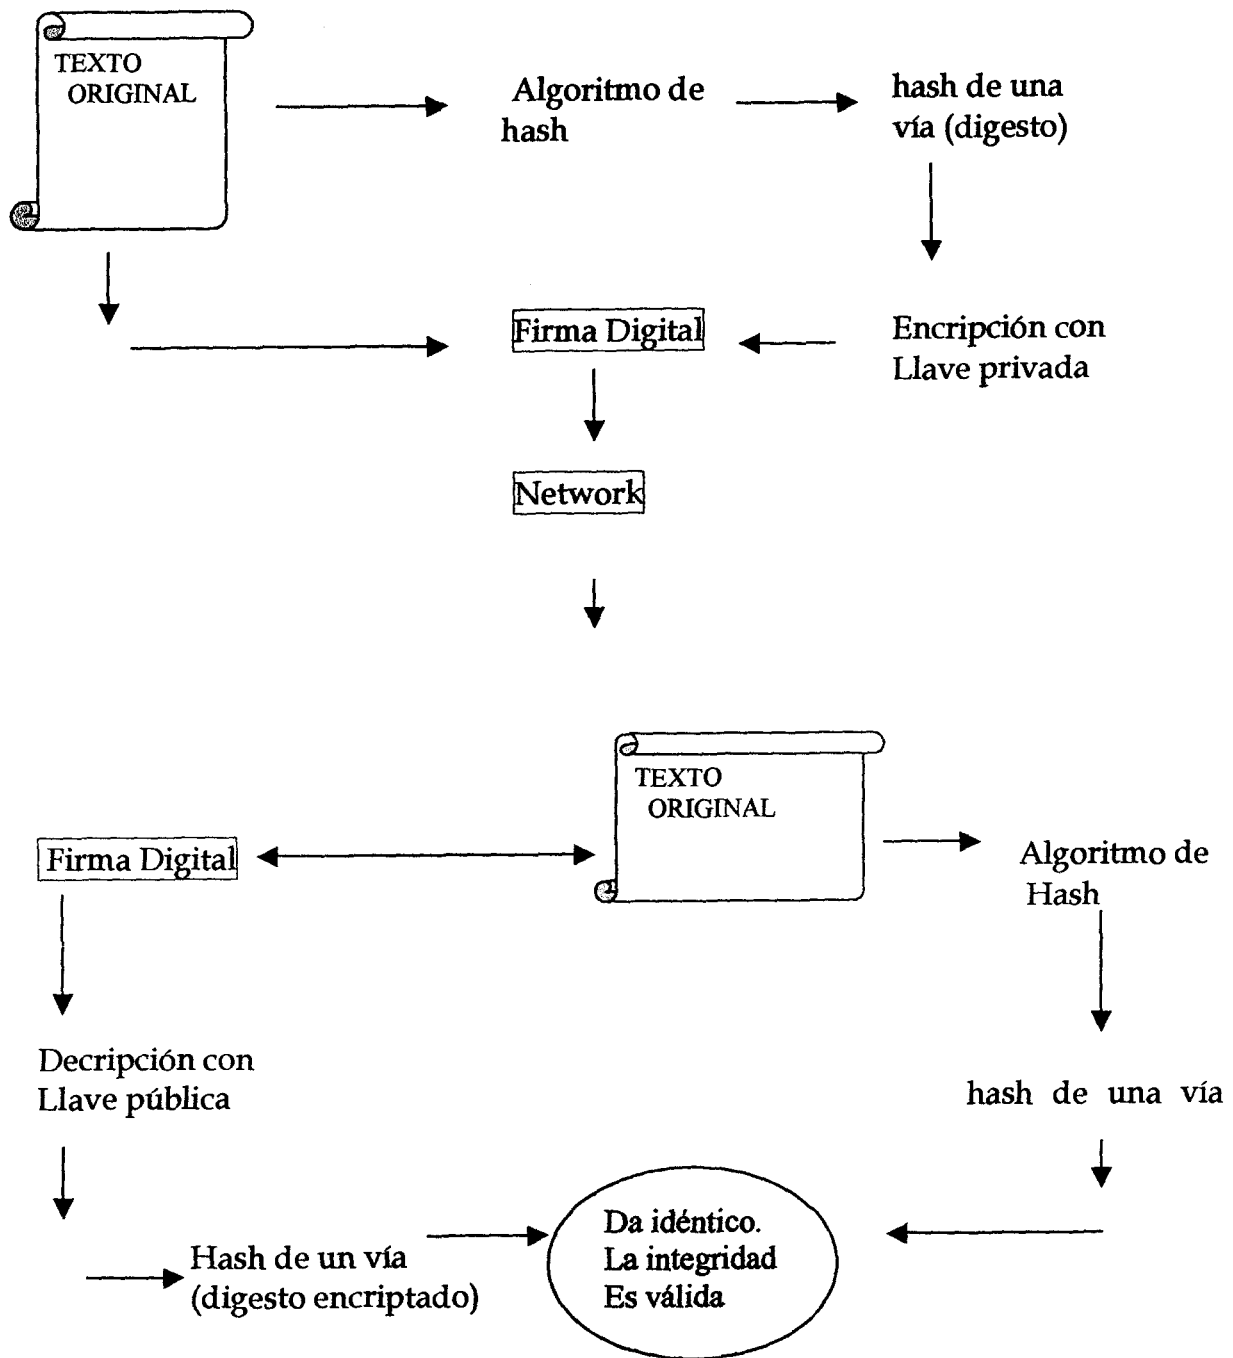 TEXTO
ORIGINAL
Algoritmo de
hash
hash de una
vía (digesto)
Firma Digital
Encripción con
Llave privada
Network
TEXTO
ORIGINAL
Firma Digital
Algoritmo de
Hash
Decripción con
Llave pública
hash de una vía
Hash de un vía
(digesto encriptado)
Da idéntico.
La integridad
Es válida